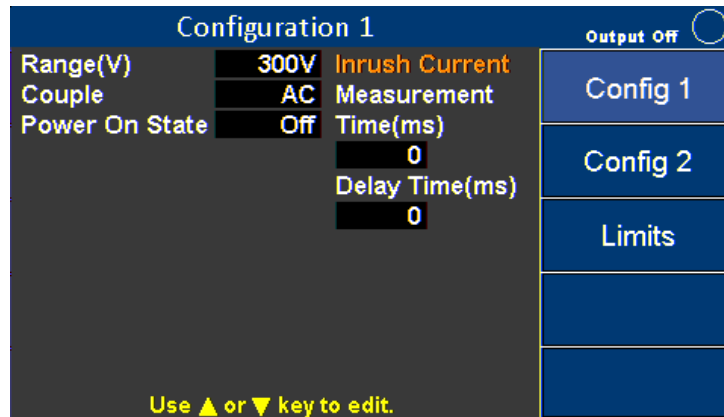 Configuration 1
Output Off
Range(V) 300V
Couple AC
Power On State Off
Inrush Current
Measurement
Time(ms)
0
Delay Time(ms)
0
Config 1
Config 2
Limits
Use ▲ or ▼ key to edit.